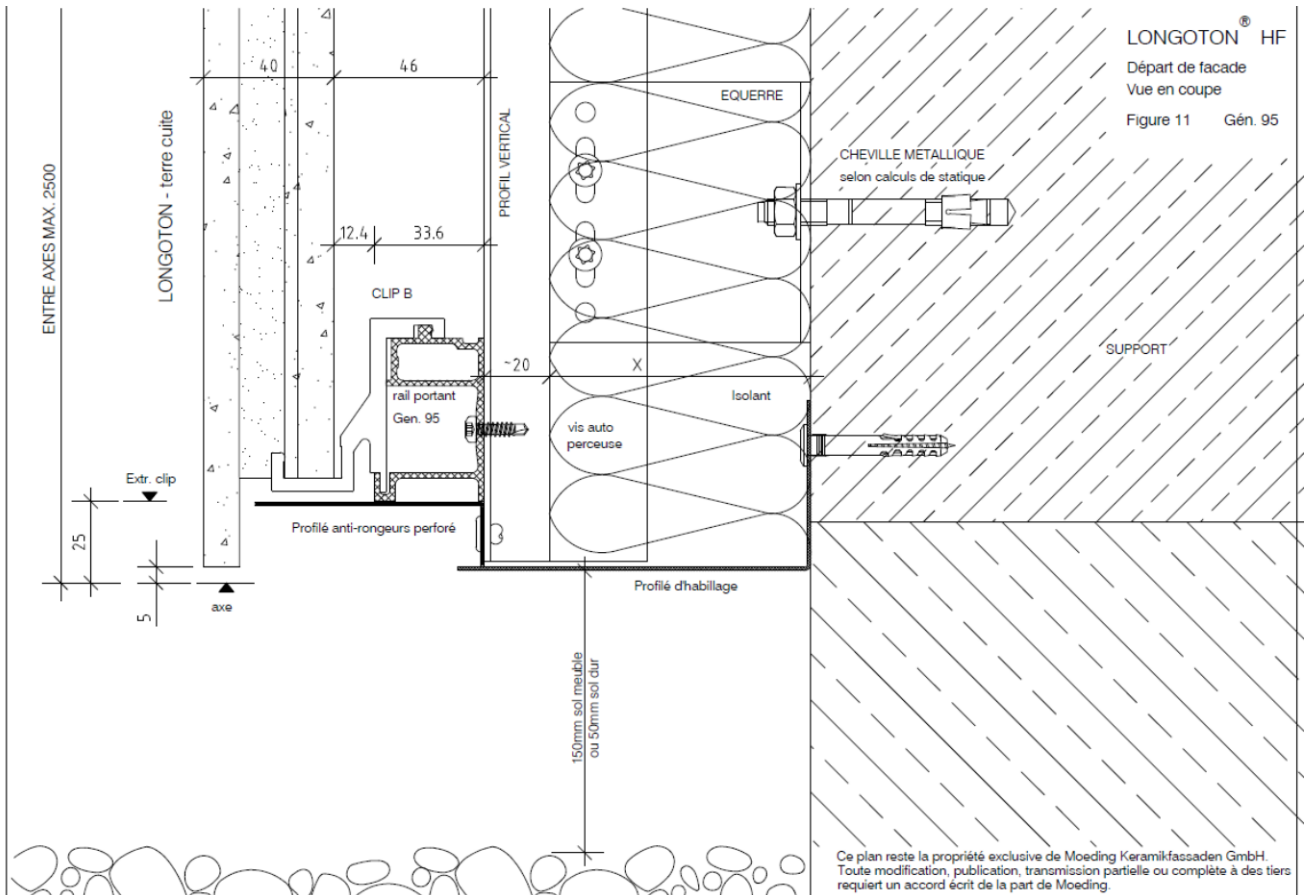 LONGOTON® HF
Départ de facade
Vue en coupe
Figure 11 Gén. 95
40
46
EQUERRE
PROFIL VERTICAL
CHEVILLE METALLIQUE
selon calculs de statique
LONGOTON - terre cuite
ENTRE AXES MAX. 2500
12.4
33.6
CLIP B
SUPPORT
~20
X
rail portant
Gen. 95
Isolant
vis auto
perceuse
Extr. clip
Profilé anti-rongeurs perforé
25
Profilé d'habillage
axe
5
150mm sol meuble
ou 50mm sol dur
Ce plan reste la propriété exclusive de Moeding Keramikfassaden GmbH.
Toute modification, publication, transmission partielle ou complète à des tiers
requiert un accord écrit de la part de Moeding.